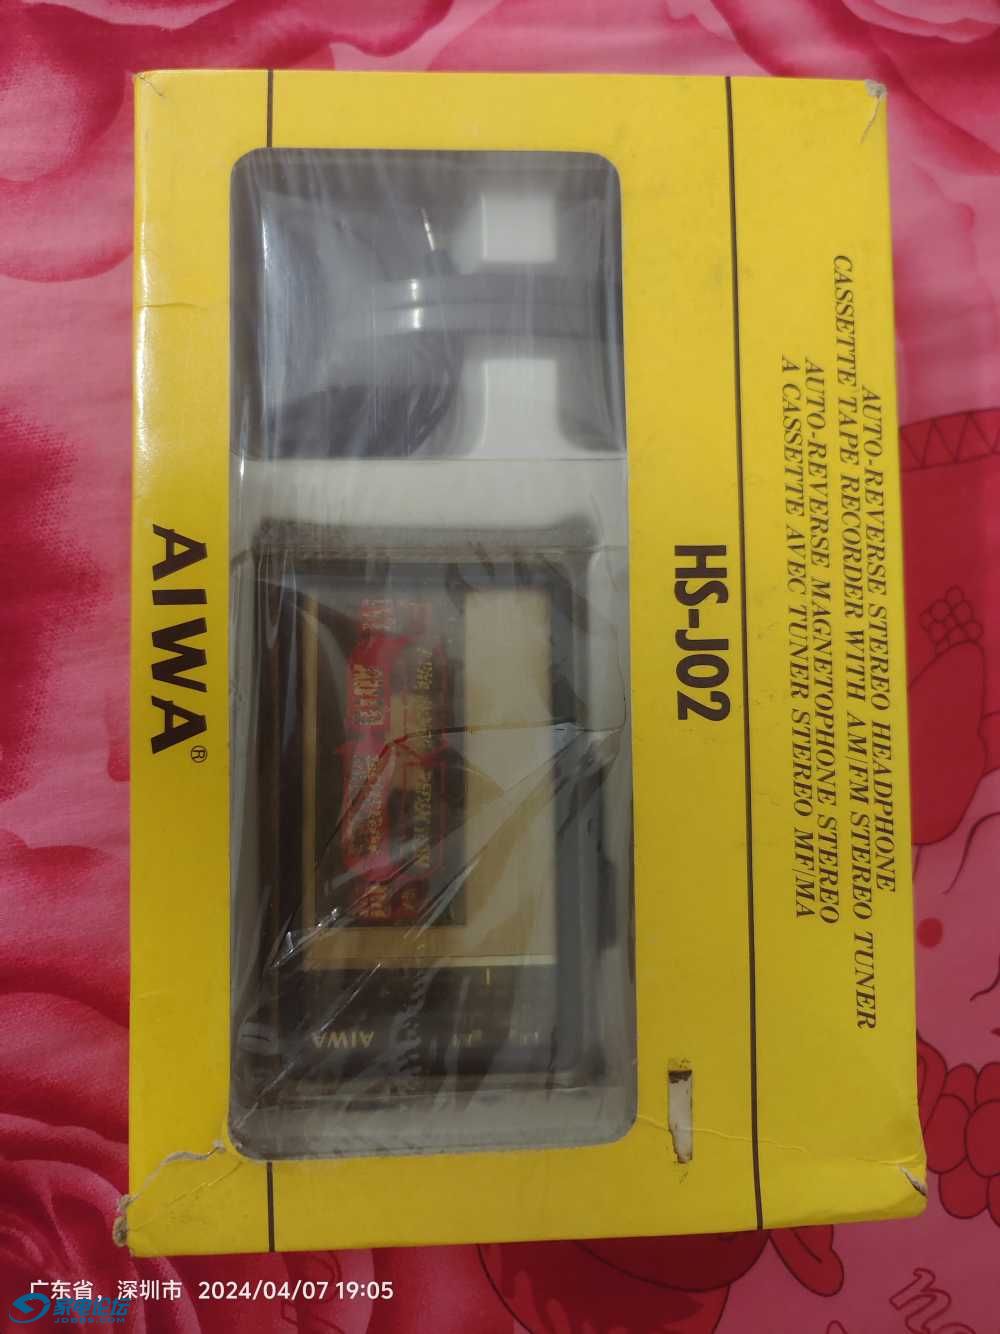 AUTO-REVERSE STEREO HEADPHONE
CASSETTE TAPE RECORDER WITH AM/FM STEREO TUNER
AUTO-REVERSE MAGNETOPHONE STEREO
A CASSETTE AVEC TUNER STEREO MF/MA
HS-J02
AIWA®
AIWA
广东省，深圳市 2024/04/07 19:05
家电论坛
JD8BS.COM